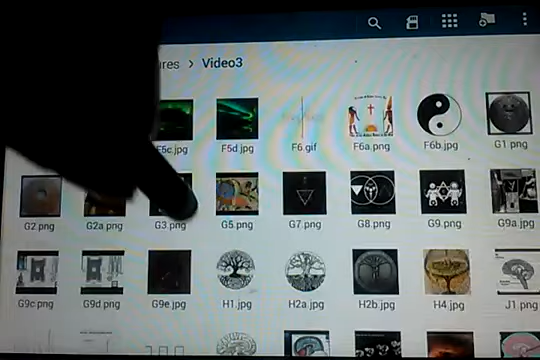 res > Video3
F5c.jpg F5d.jpg F6.gif F6a.png F6b.jpg G1.png
G2.png G2a.png G3.png G5.png G7.png G8.png G9.png G9a.jpg
G9c.png G9d.png G9e.jpg H1.jpg H2a.jpg H2b.jpg H4.jpg J1.png